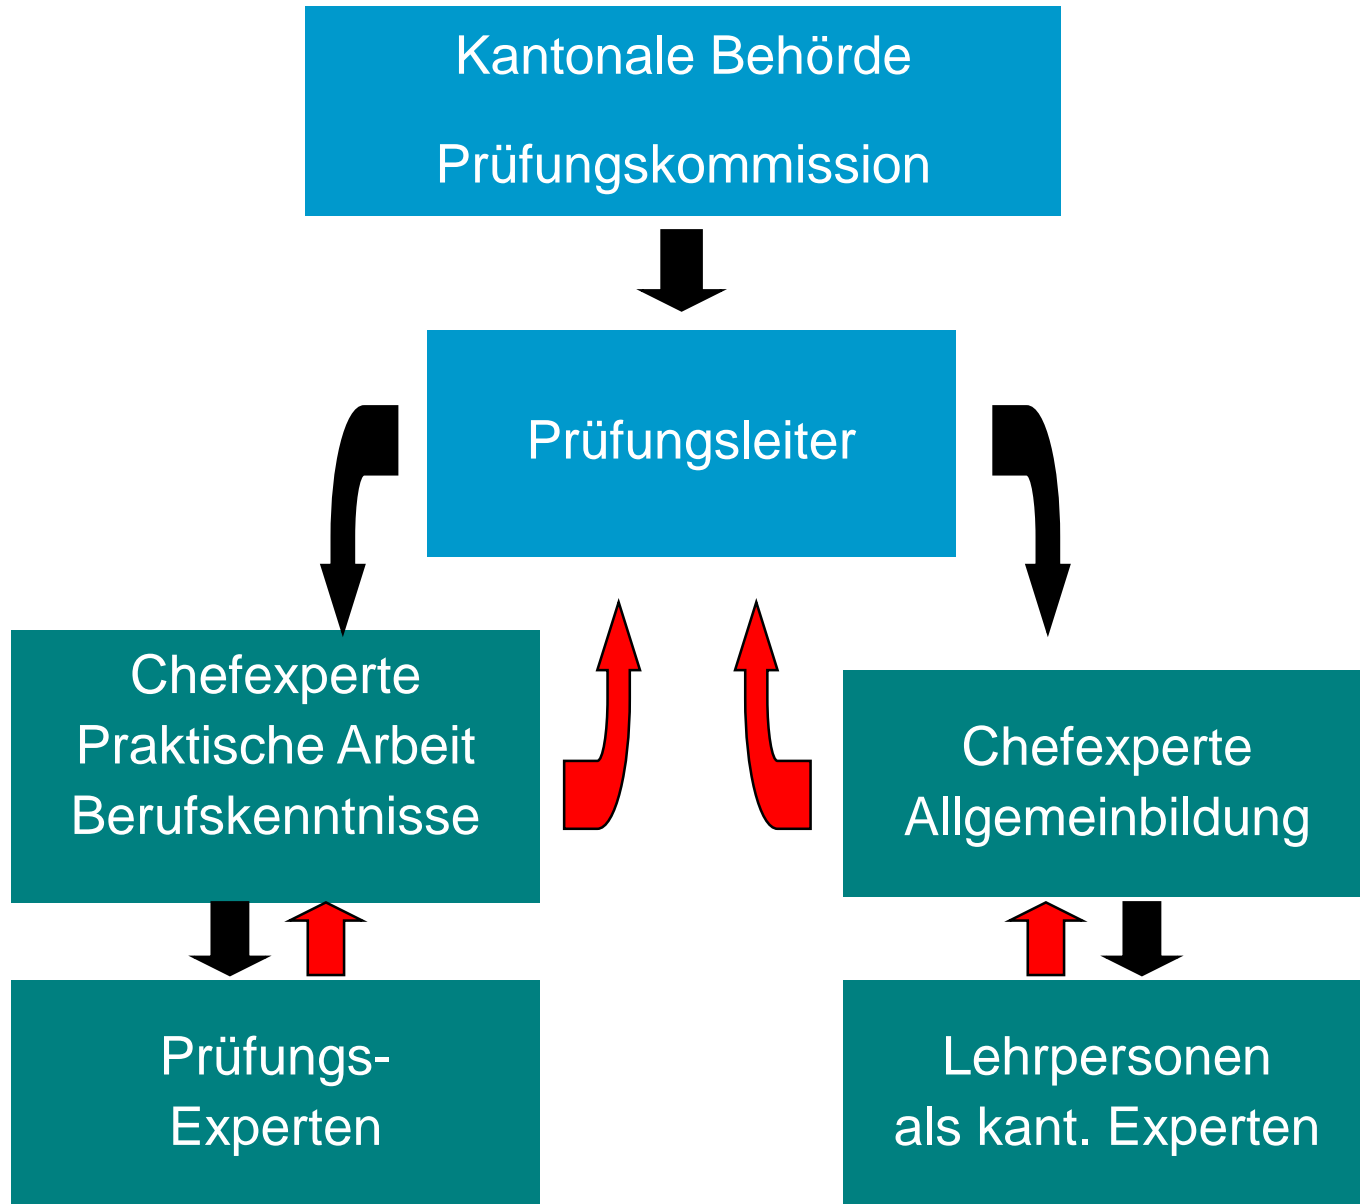 Kantonale Behörde
Prüfungskommission
Prüfungsleiter
Chefexperte
Praktische Arbeit
Berufskenntnisse
Chefexperte
Allgemeinbildung
Prüfungs-
Experten
Lehrpersonen
als kant. Experten